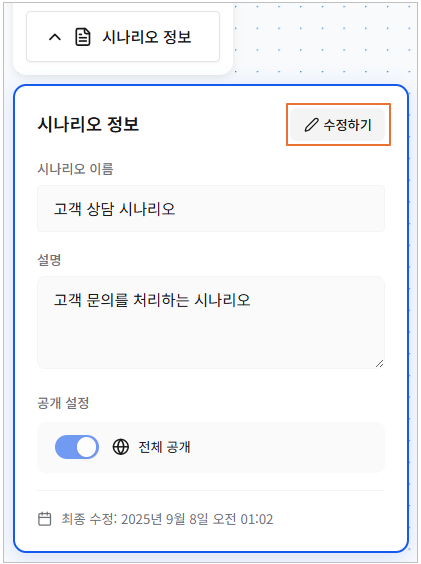 시나리오 정보
시나리오 정보
수정하기
시나리오 이름
고객 상담 시나리오
설명
고객 문의를 처리하는 시나리오
공개 설정
전체 공개
최종 수정: 2025년 9월 8일 오전 01:02